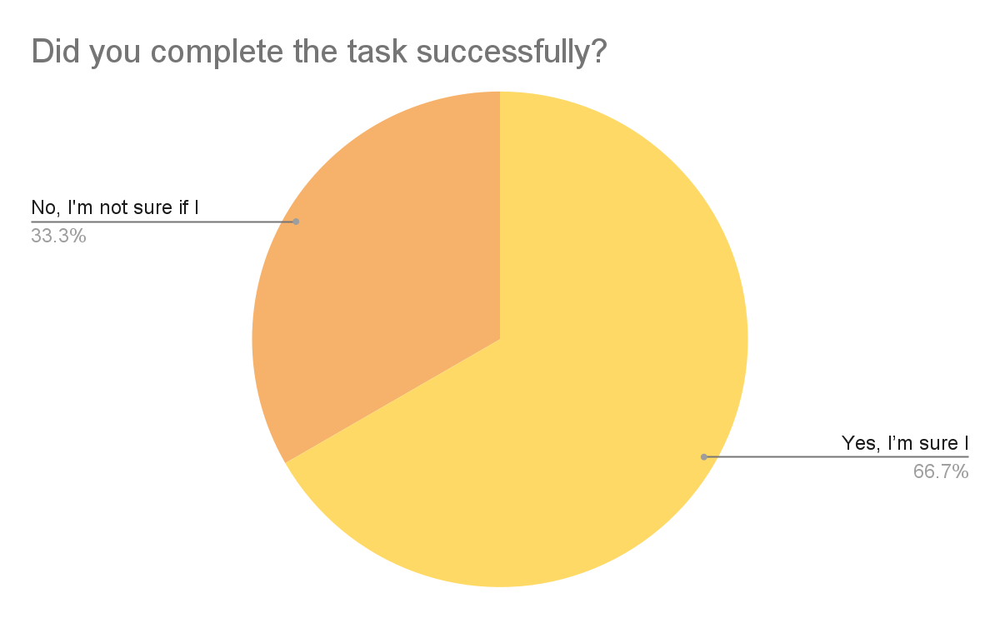 Did you complete the task successfully?
No, I'm not sure if I
33.3%
Yes, I’m sure I
66.7%